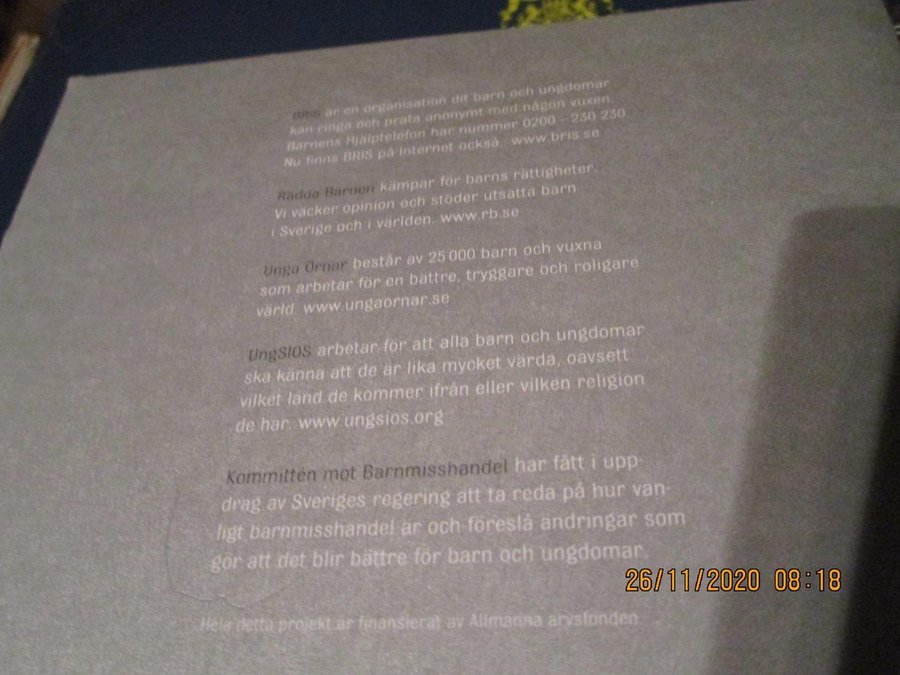 BRIS är en organisation dit barn och ungdomar
kan ringa och prata anonymt med någon vuxen.
Barnens Hjälptelefon har nummer 0200 – 230 230
Nu finns BRIS på Internet också. www.bris.se
Rädda Barnen kämpar för barns rättigheter.
Vi väcker opinion och stöder utsatta barn
i Sverige och i världen. www.rb.se
Unga Örnar består av 25 000 barn och vuxna
som arbetar för en bättre, tryggare och roligare
värld www.ungaornar.se
UngSIOS arbetar för att alla barn och ungdomar
ska känna att de är lika mycket värda, oavsett
vilket land de kommer ifrån eller vilken religion
de har. www.ungsios.org
Kommittén mot Barnmisshandel har fått i upp-
drag av Sveriges regering att ta reda på hur van-
ligt barnmisshandel är och föreslå ändringar som
gör att det blir bättre för barn och ungdomar.
Hela detta projekt är finansierat av Allmänna arvsfonden.
26/11/2020 08:18